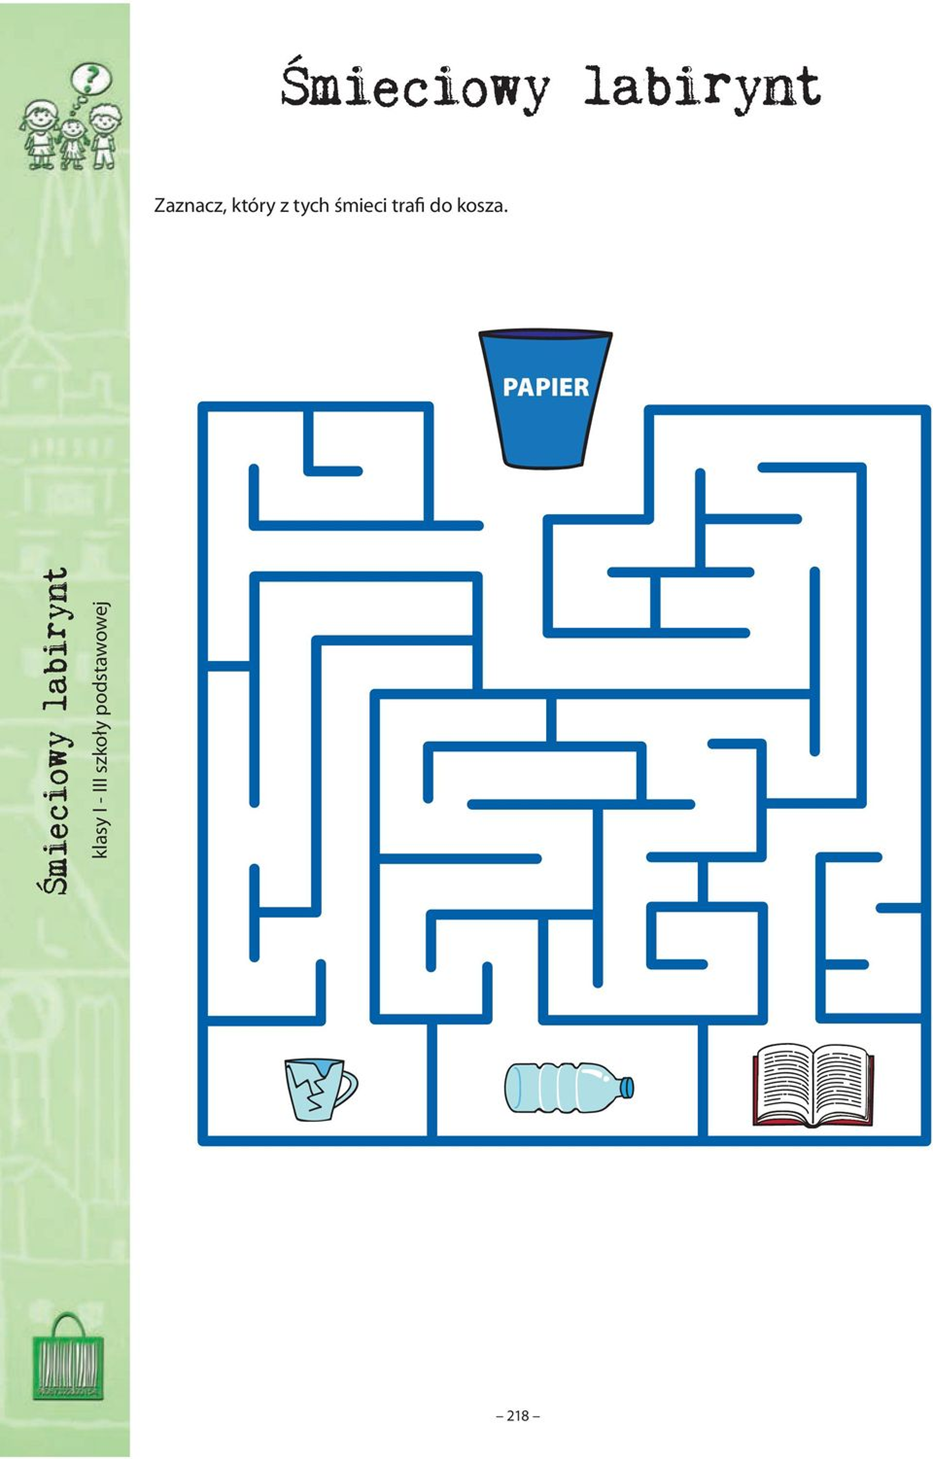 Śmieciowy labirynt
Zaznacz, który z tych śmieci trafi do kosza.
?
PAPIER
Śmieciowy labirynt
klasy I - III szkoły podstawowej
– 218 –